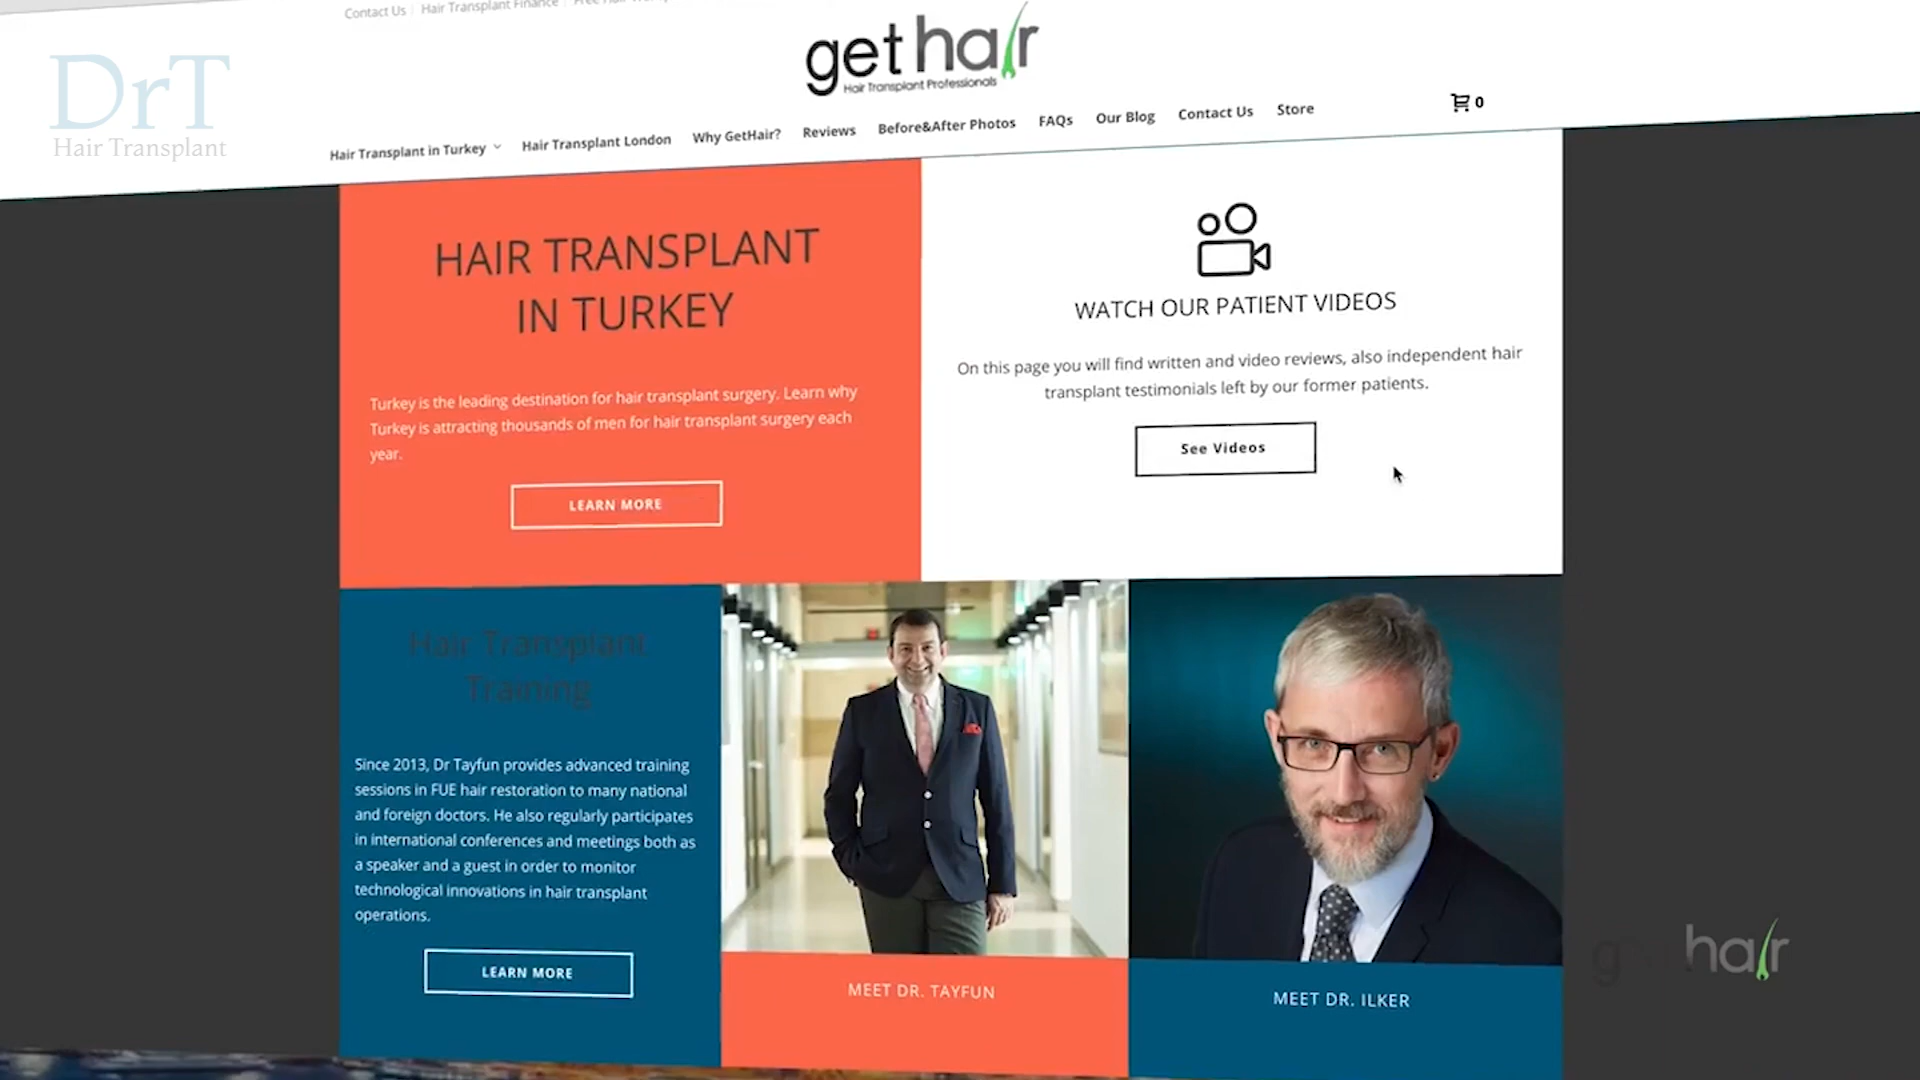 Contact Us
Hair Transplant Finance
DrT
Hair Transplant
get hair
Hair Transplant Professionals
0
Hair Transplant in Turkey
Hair Transplant London
Why GetHair?
Reviews
Before&After Photos
FAQs
Our Blog
Contact Us
Store
HAIR TRANSPLANT
IN TURKEY
Turkey is the leading destination for hair transplant surgery. Learn why
Turkey is attracting thousands of men for hair transplant surgery each
year.
LEARN MORE
WATCH OUR PATIENT VIDEOS
On this page you will find written and video reviews, also independent hair
transplant testimonials left by our former patients.
See Videos
Hair Transplant
Training
Since 2013, Dr Tayfun provides advanced training
sessions in FUE hair restoration to many national
and foreign doctors. He also regularly participates
in international conferences and meetings both as
a speaker and a guest in order to monitor
technological innovations in hair transplant
operations.
LEARN MORE
MEET DR. TAYFUN
MEET DR. ILKER
get hair